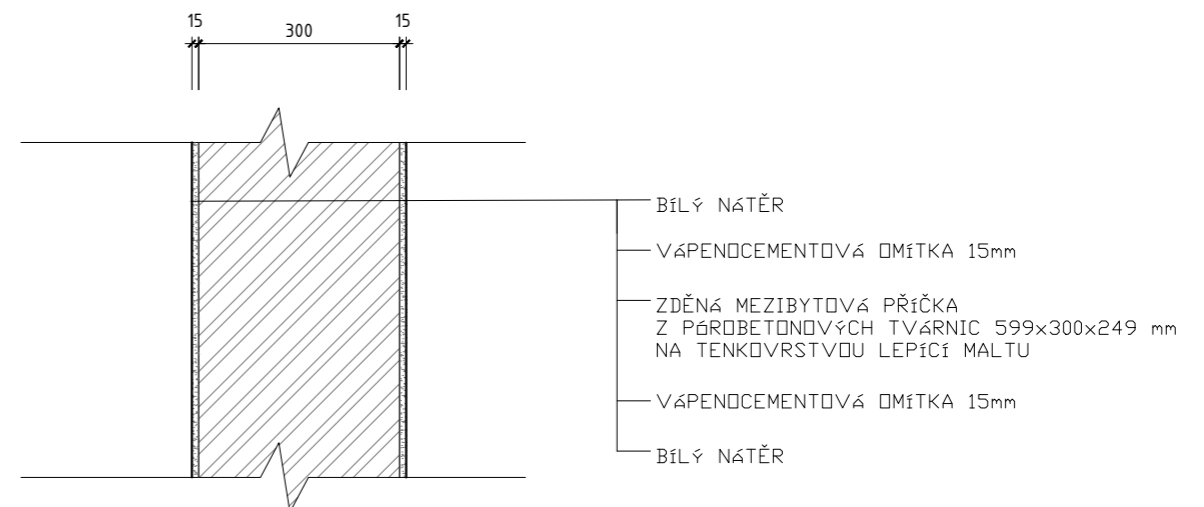 15 300 15
BÍLÝ NÁTĚR
VÁPENOCEMENTOVÁ OMÍTKA 15mm
ZDĚNÁ MEZIBYTOVÁ PŘÍČKA
Z PÓROBETONOVÝCH TVÁRNIC 599x300x249 mm
NA TENKOVRSTVOU LEPÍCÍ MALTU
VÁPENOCEMENTOVÁ OMÍTKA 15mm
BÍLÝ NÁTĚR